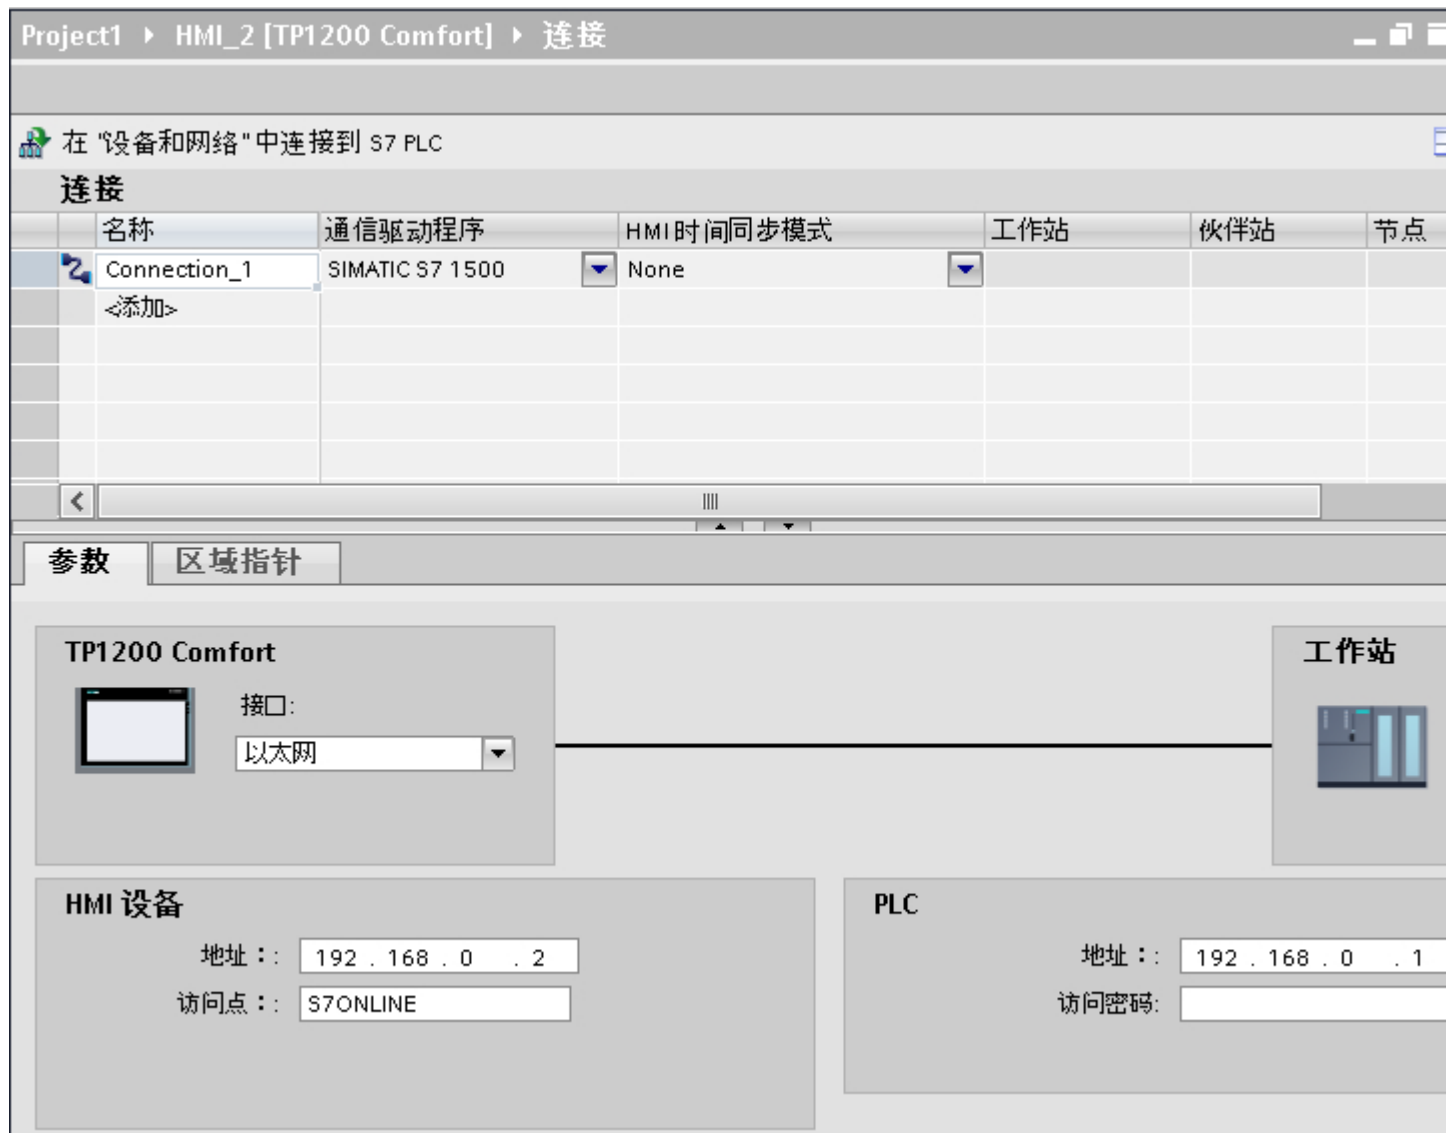 Project1 ▸ HMI_2 [TP1200 Comfort] ▸ 连接
在 "设备和网络" 中连接到 S7 PLC
连接
名称 通信驱动程序 HMI时间同步模式 工作站 伙伴站 节点
Connection_1 SIMATIC S7 1500 None
<添加>
参数 区域指针
TP1200 Comfort 工作站
接口:
以太网
HMI 设备 PLC
地址：: 192 . 168 . 0 . 2 地址：: 192 . 168 . 0 . 1
访问点：: S7ONLINE 访问密码: